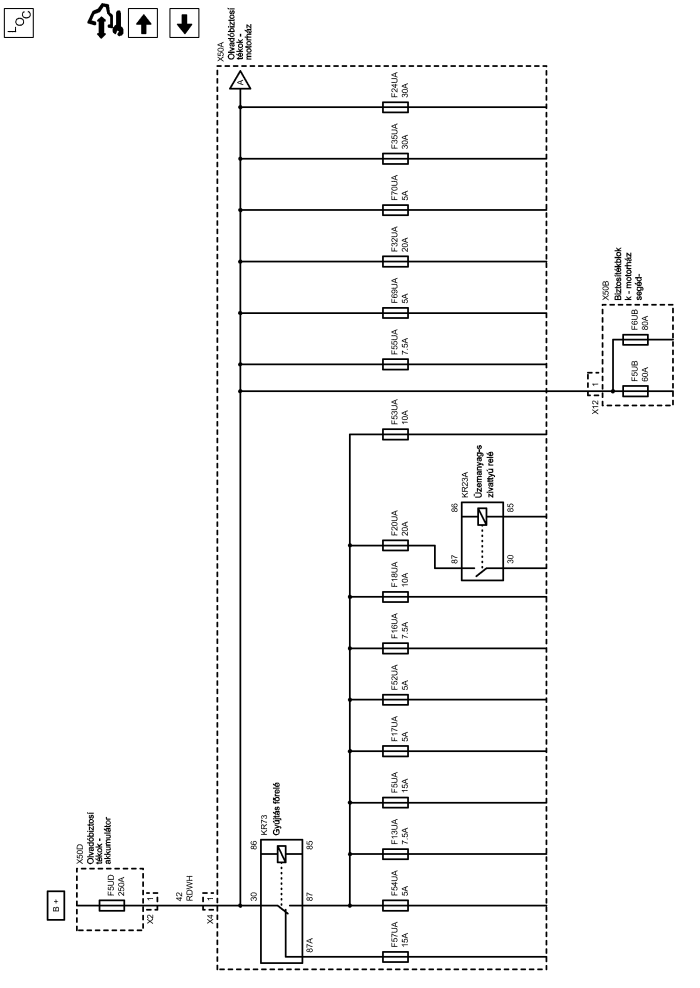 LOC
X50A
Olvadóbiztosí
tékok -
motorház
A
F24UA
30A
F35UA
30A
F70UA
5A
F32UA
20A
F69UA
5A
F55UA
7.5A
F53UA
10A
X50B
Biztosítékblok
k - motorház
segéd-
F6UB
80A
F5UB
60A
X12
1
KR23A
Üzemanyag-s
zivattyú relé
86
85
87
30
F20UA
20A
F18UA
10A
F16UA
7.5A
F52UA
5A
F17UA
5A
F5UA
15A
F13UA
7.5A
F54UA
5A
F57UA
15A
KR73
Gyújtás főrelé
86
85
30
87
87A
X50D
Olvadóbiztosí
tékok -
akkumulátor
B +
F5UD
250A
X2
1
42
RDWH
X4
1